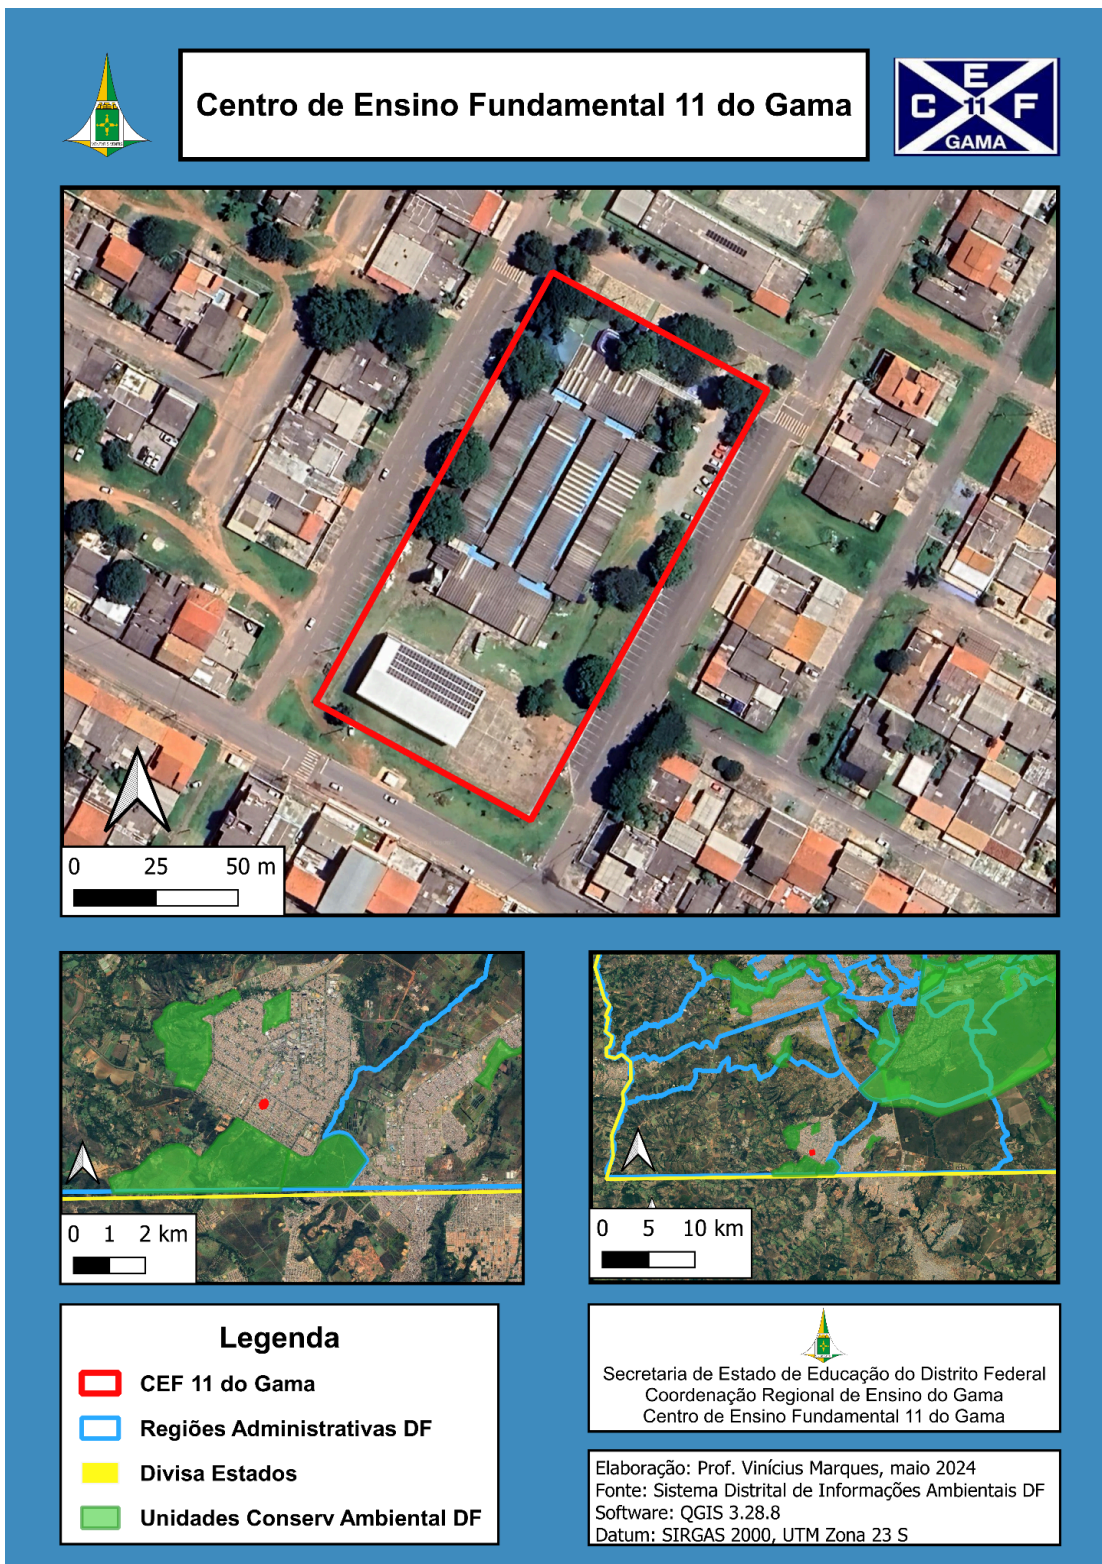 Centro de Ensino Fundamental 11 do Gama
E
C 11 F
GAMA
0 25 50 m
0 1 2 km
0 5 10 km
Legenda
CEF 11 do Gama
Regiões Administrativas DF
Divisa Estados
Unidades Conserv Ambiental DF
Secretaria de Estado de Educação do Distrito Federal
Coordenação Regional de Ensino do Gama
Centro de Ensino Fundamental 11 do Gama
Elaboração: Prof. Vinícius Marques, maio 2024
Fonte: Sistema Distrital de Informações Ambientais DF
Software: QGIS 3.28.8
Datum: SIRGAS 2000, UTM Zona 23 S